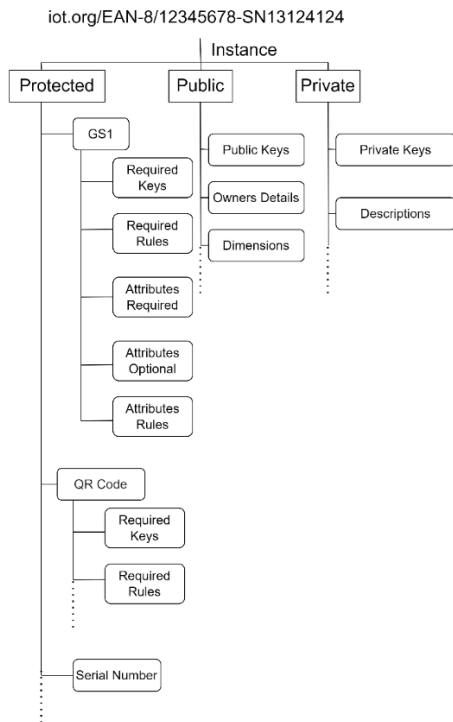 iot.org/EAN-8/12345678-SN13124124
Instance
Protected
Public
Private
GS1
Required
Keys
Required
Rules
Attributes
Required
Attributes
Optional
Attributes
Rules
QR Code
Required
Keys
Required
Rules
Serial Number
Public Keys
Owners Details
Dimensions
Private Keys
Descriptions